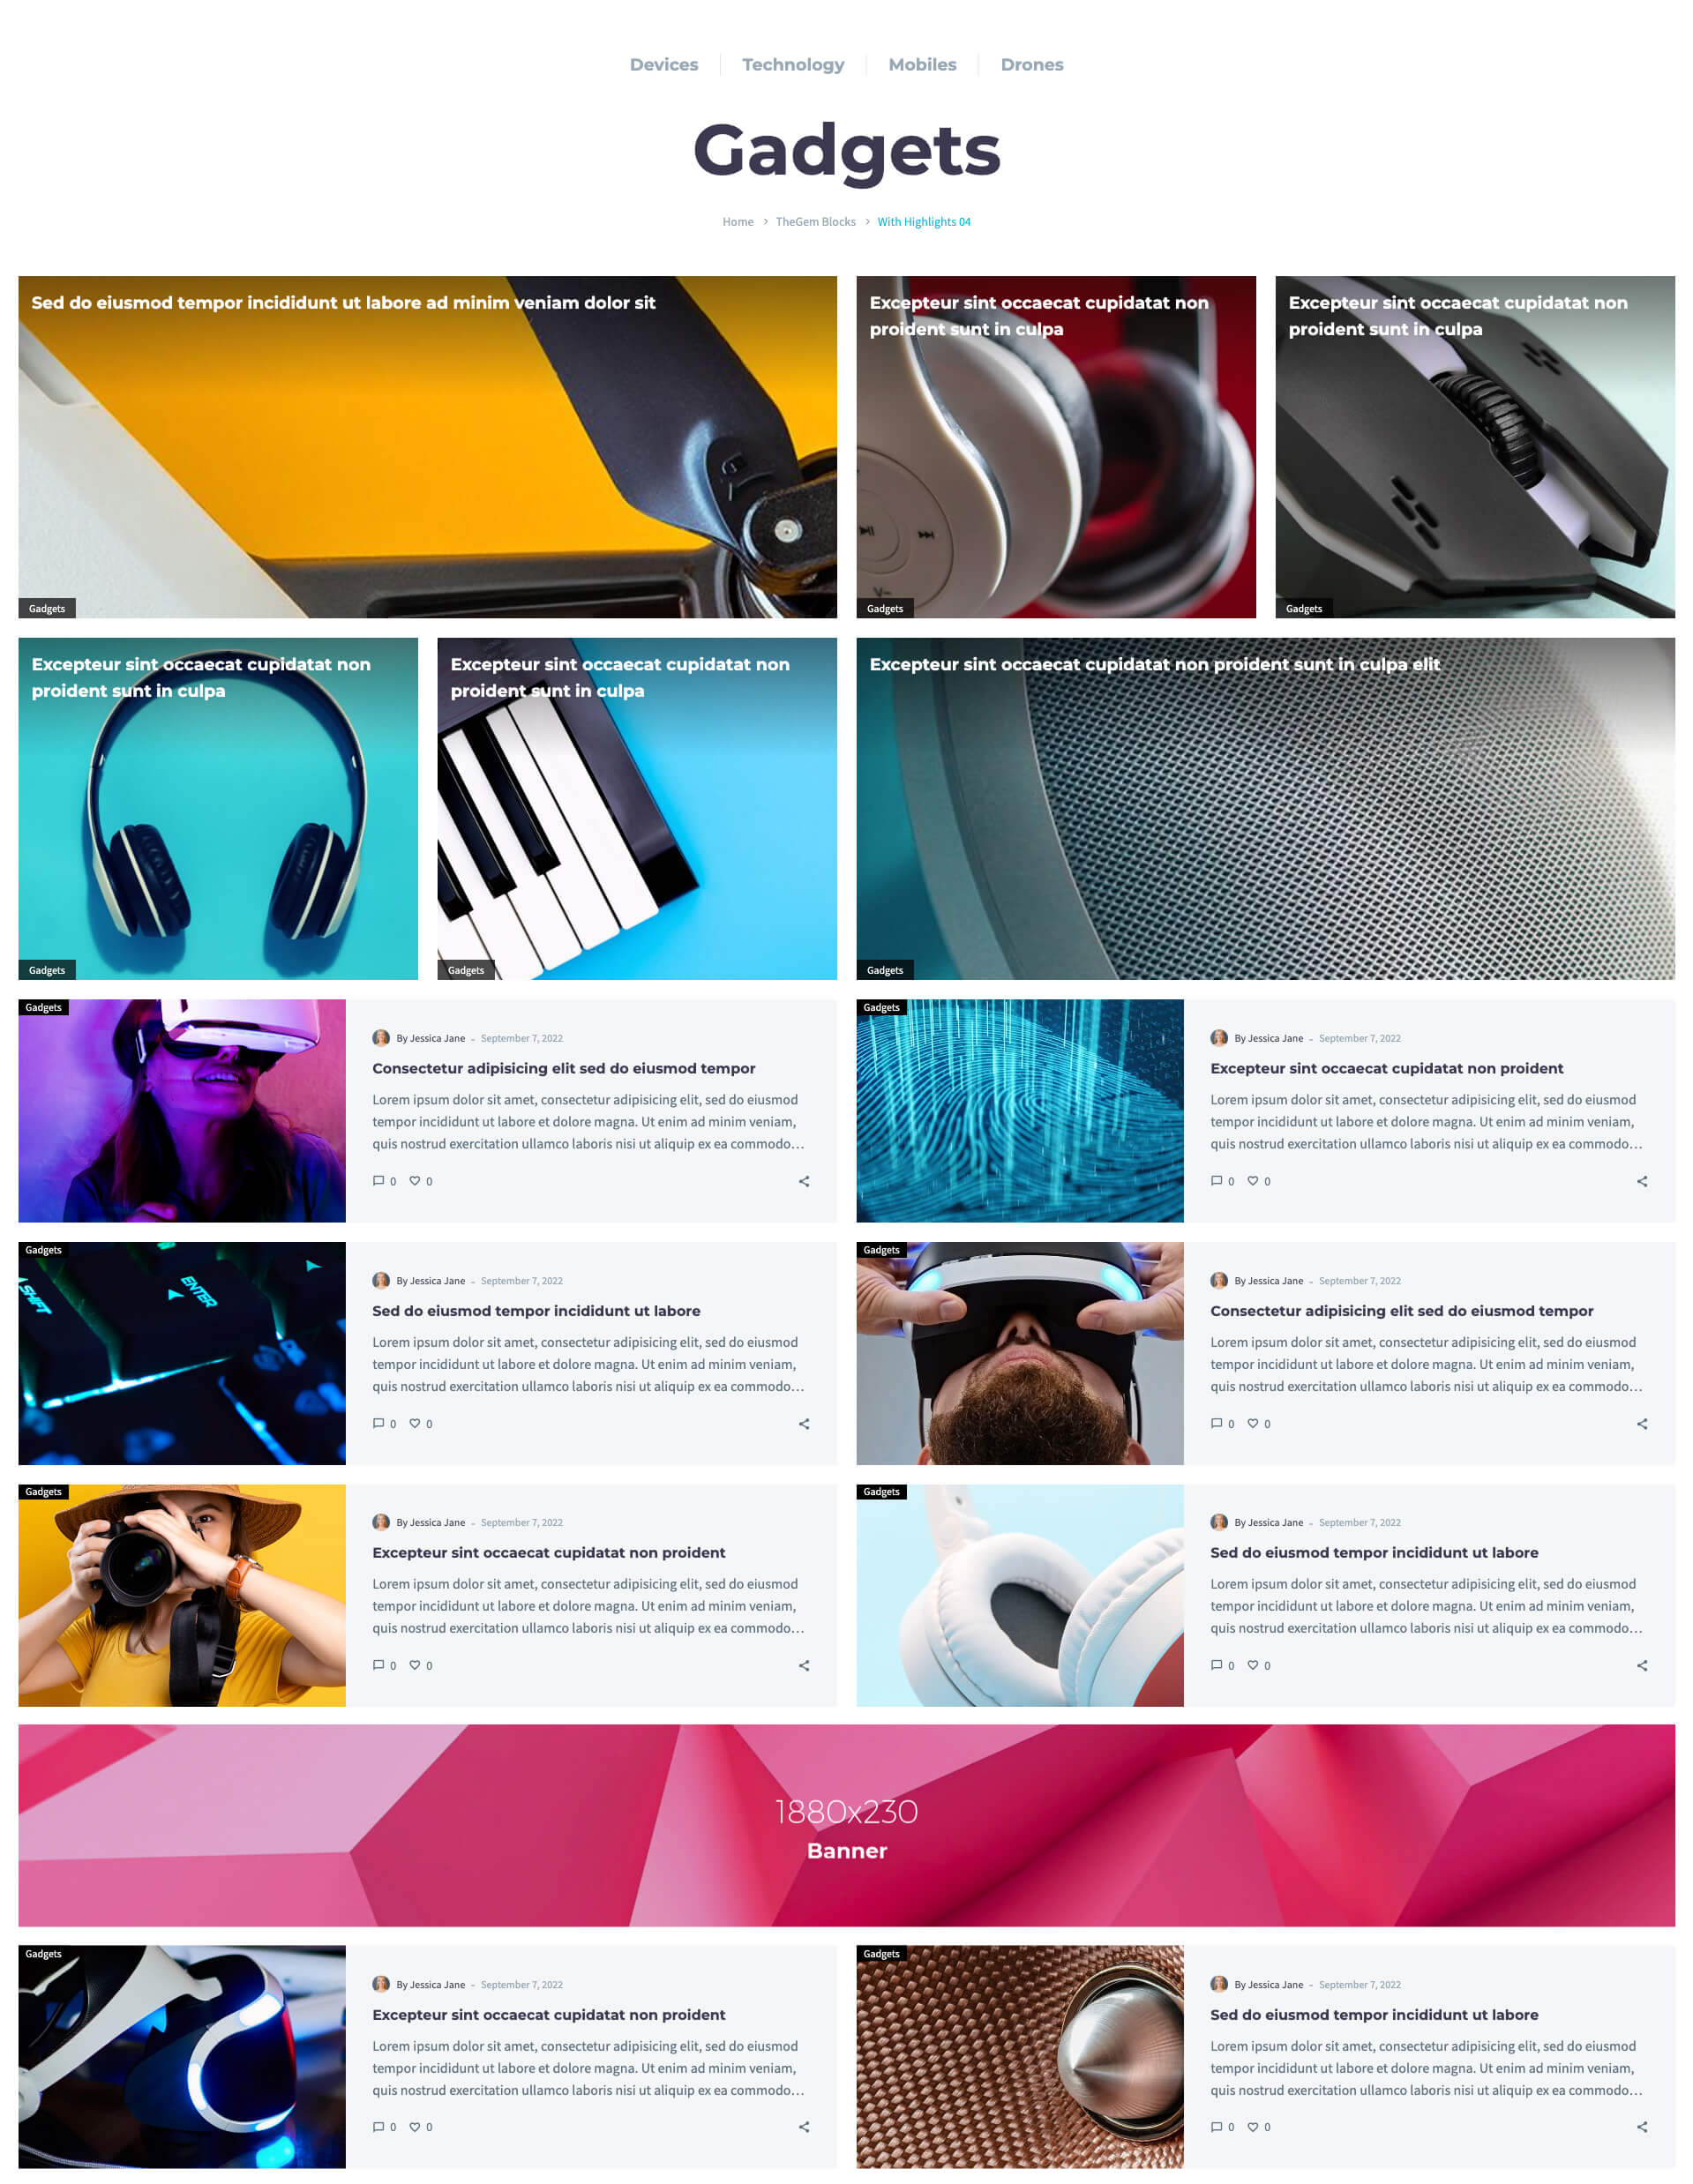 Devices Technology Mobiles Drones
Gadgets
Home > TheGem Blocks > With Highlights 04
Sed do eiusmod tempor incididunt ut labore ad minim veniam dolor sit
Gadgets
Excepteur sint occaecat cupidatat non
proident sunt in culpa
V-
Gadgets
Excepteur sint occaecat cupidatat non
proident sunt in culpa
Gadgets
Excepteur sint occaecat cupidatat non
proident sunt in culpa
Gadgets
Excepteur sint occaecat cupidatat non
proident sunt in culpa
Gadgets
Excepteur sint occaecat cupidatat non proident sunt in culpa elit
Gadgets
Gadgets
By Jessica Jane - September 7, 2022
Consectetur adipisicing elit sed do eiusmod tempor
Lorem ipsum dolor sit amet, consectetur adipisicing elit, sed do eiusmod
tempor incididunt ut labore et dolore magna. Ut enim ad minim veniam,
quis nostrud exercitation ullamco laboris nisi ut aliquip ex ea commodo...
0 0
Gadgets
By Jessica Jane - September 7, 2022
Excepteur sint occaecat cupidatat non proident
Lorem ipsum dolor sit amet, consectetur adipisicing elit, sed do eiusmod
tempor incididunt ut labore et dolore magna. Ut enim ad minim veniam,
quis nostrud exercitation ullamco laboris nisi ut aliquip ex ea commodo...
0 0
Gadgets
SHIFT
ENTER
By Jessica Jane - September 7, 2022
Sed do eiusmod tempor incididunt ut labore
Lorem ipsum dolor sit amet, consectetur adipisicing elit, sed do eiusmod
tempor incididunt ut labore et dolore magna. Ut enim ad minim veniam,
quis nostrud exercitation ullamco laboris nisi ut aliquip ex ea commodo...
0 0
Gadgets
By Jessica Jane - September 7, 2022
Consectetur adipisicing elit sed do eiusmod tempor
Lorem ipsum dolor sit amet, consectetur adipisicing elit, sed do eiusmod
tempor incididunt ut labore et dolore magna. Ut enim ad minim veniam,
quis nostrud exercitation ullamco laboris nisi ut aliquip ex ea commodo...
0 0
Gadgets
By Jessica Jane - September 7, 2022
Excepteur sint occaecat cupidatat non proident
Lorem ipsum dolor sit amet, consectetur adipisicing elit, sed do eiusmod
tempor incididunt ut labore et dolore magna. Ut enim ad minim veniam,
quis nostrud exercitation ullamco laboris nisi ut aliquip ex ea commodo...
0 0
Gadgets
By Jessica Jane - September 7, 2022
Sed do eiusmod tempor incididunt ut labore
Lorem ipsum dolor sit amet, consectetur adipisicing elit, sed do eiusmod
tempor incididunt ut labore et dolore magna. Ut enim ad minim veniam,
quis nostrud exercitation ullamco laboris nisi ut aliquip ex ea commodo...
0 0
1880x230
Banner
Gadgets
By Jessica Jane - September 7, 2022
Excepteur sint occaecat cupidatat non proident
Lorem ipsum dolor sit amet, consectetur adipisicing elit, sed do eiusmod
tempor incididunt ut labore et dolore magna. Ut enim ad minim veniam,
quis nostrud exercitation ullamco laboris nisi ut aliquip ex ea commodo...
0 0
Gadgets
By Jessica Jane - September 7, 2022
Sed do eiusmod tempor incididunt ut labore
Lorem ipsum dolor sit amet, consectetur adipisicing elit, sed do eiusmod
tempor incididunt ut labore et dolore magna. Ut enim ad minim veniam,
quis nostrud exercitation ullamco laboris nisi ut aliquip ex ea commodo...
0 0